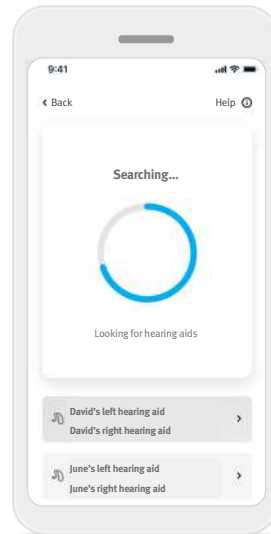 9:41
Back
Help
Searching...
Looking for hearing aids
David's left hearing aid
David's right hearing aid
June's left hearing aid
June's right hearing aid